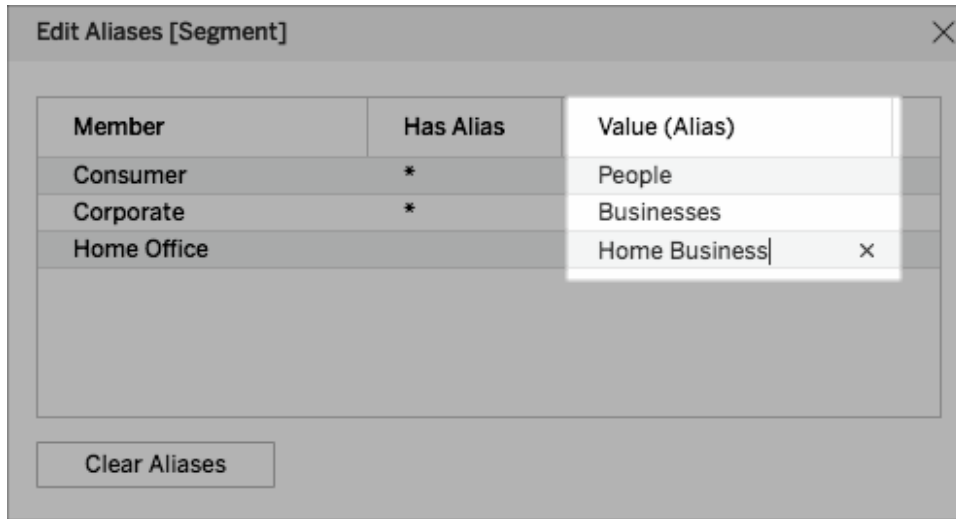 Edit Aliases [Segment]
Member Has Alias Value (Alias)
Consumer * People
Corporate * Businesses
Home Office Home Business
Clear Aliases